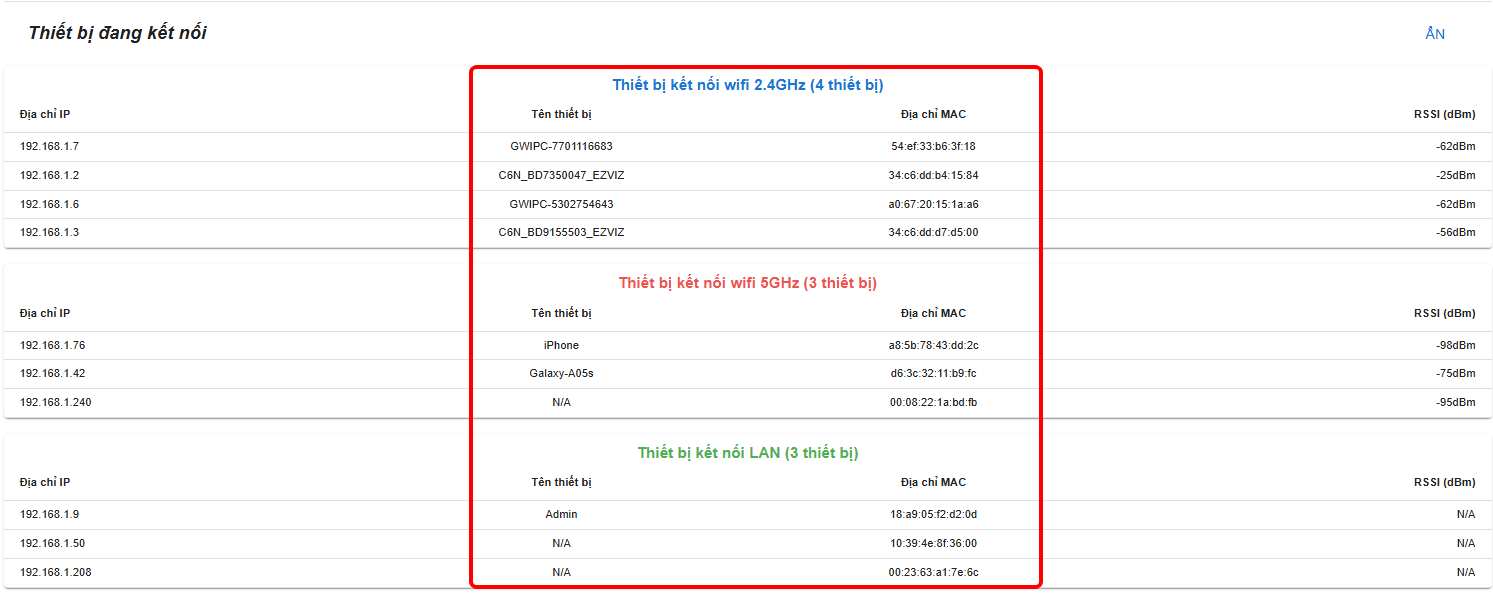 Thiết bị đang kết nối ẨN
Thiết bị kết nối wifi 2.4GHz (4 thiết bị)
Địa chỉ IP Tên thiết bị Địa chỉ MAC RSSI (dBm)
192.168.1.7 GWIPC-7701116683 54:ef:33:b6:3f:18 -62dBm
192.168.1.2 C6N_BD7350047_EZVIZ 34:c6:dd:b4:15:84 -25dBm
192.168.1.6 GWIPC-5302754643 a0:67:20:15:1a:a6 -62dBm
192.168.1.3 C6N_BD9155503_EZVIZ 34:c6:dd:d7:d5:00 -56dBm
Thiết bị kết nối wifi 5GHz (3 thiết bị)
Địa chỉ IP Tên thiết bị Địa chỉ MAC RSSI (dBm)
192.168.1.76 iPhone a8:5b:78:43:dd:2c -98dBm
192.168.1.42 Galaxy-A05s d6:3c:32:11:b9:fc -75dBm
192.168.1.240 N/A 00:08:22:1a:bd:fb -95dBm
Thiết bị kết nối LAN (3 thiết bị)
Địa chỉ IP Tên thiết bị Địa chỉ MAC RSSI (dBm)
192.168.1.9 Admin 18:a9:05:f2:d2:0d N/A
192.168.1.50 N/A 10:39:4e:8f:36:00 N/A
192.168.1.208 N/A 00:23:63:a1:7e:6c N/A